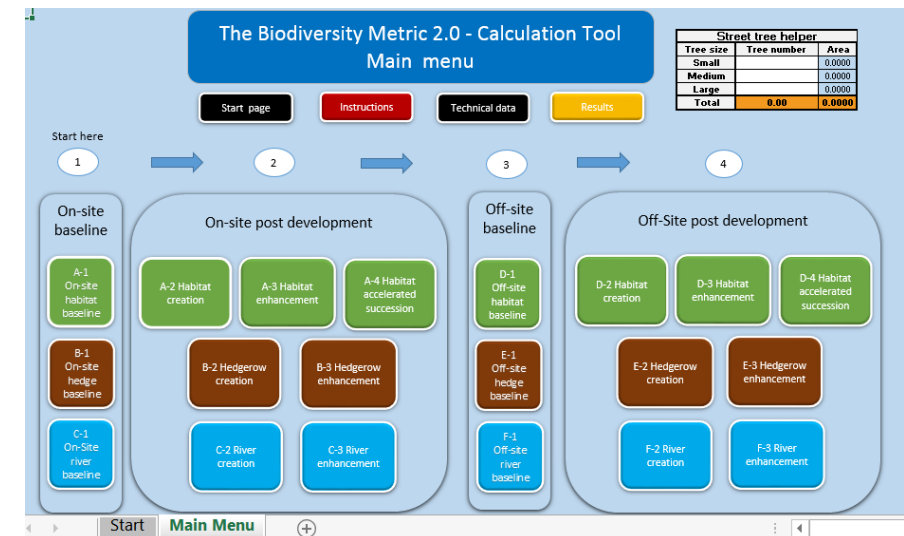 The Biodiversity Metric 2.0 - Calculation Tool
Main menu
Street tree helper
Tree size Tree number Area
Small 0.0000
Medium 0.0000
Large 0.0000
Total 0.00 0.0000
Start page
Instructions
Technical data
Results
Start here
1
2
3
4
On-site
baseline
On-site post development
Off-site
baseline
Off-Site post development
A-1
On-site
habitat
baseline
A-2 Habitat
creation
A-3 Habitat
enhancement
A-4 Habitat
accelerated
succession
D-1
Off-site
habitat
baseline
D-2 Habitat
creation
D-3 Habitat
enhancement
D-4 Habitat
accelerated
succession
B-1
On-site
hedge
baseline
B-2 Hedgerow
creation
B-3 Hedgerow
enhancement
E-1
Off-site
hedge
baseline
E-2 Hedgerow
creation
E-3 Hedgerow
enhancement
C-1
On-Site
river
baseline
C-2 River
creation
C-3 River
enhancement
F-1
Off-site
river
baseline
F-2 River
creation
F-3 River
enhancement
Start
Main Menu